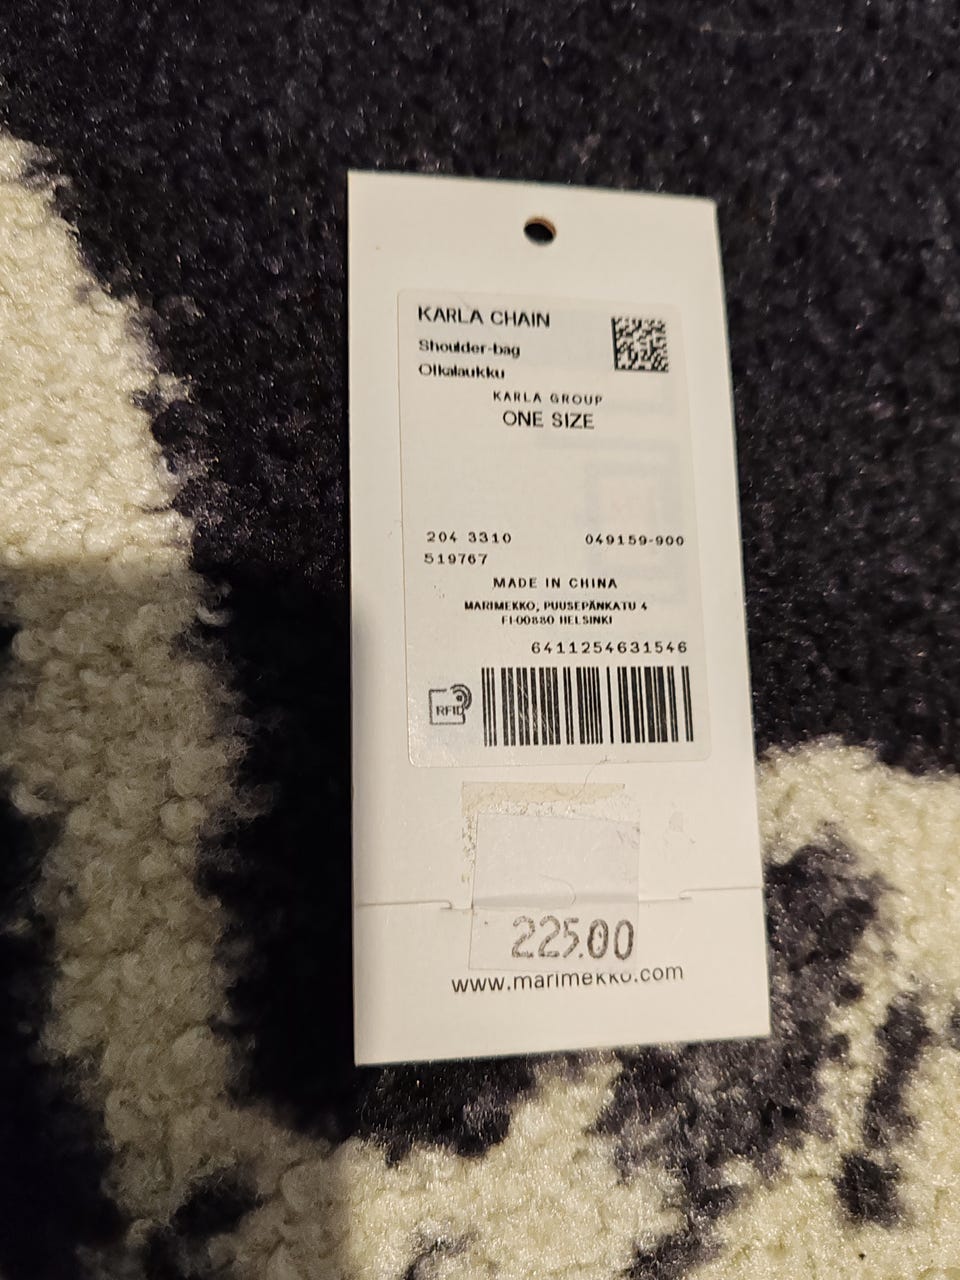 KARLA CHAIN
Shoulder-bag
Olkalaukku
KARLA GROUP
ONE SIZE
204 3310 049159-900
519767
MADE IN CHINA
MARIMEKKO, PUUSEPÄNKATU 4
FI-00880 HELSINKI
6411254631546
RFID
225.00
www.marimekko.com